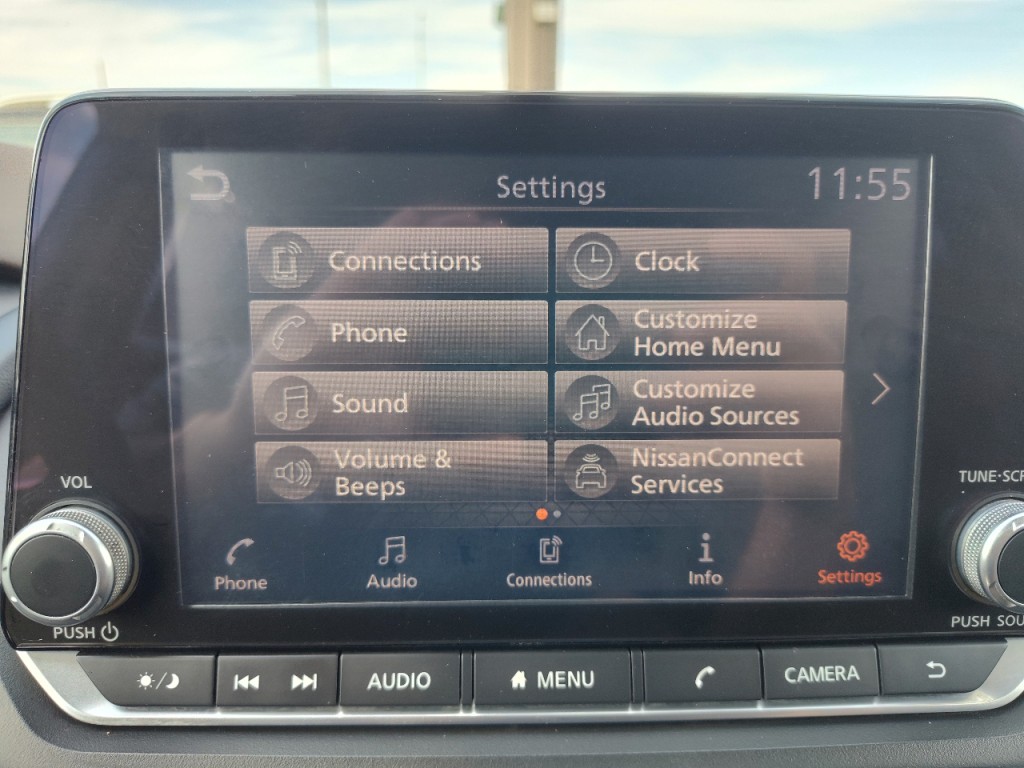 Settings
11:55
Connections
Clock
Phone
Customize
Home Menu
Sound
Customize
Audio Sources
Volume &
Beeps
NissanConnect
Services
VOL
TUNE·SCR
Phone
Audio
Connections
Info
Settings
PUSH
PUSH SOU
AUDIO
MENU
CAMERA